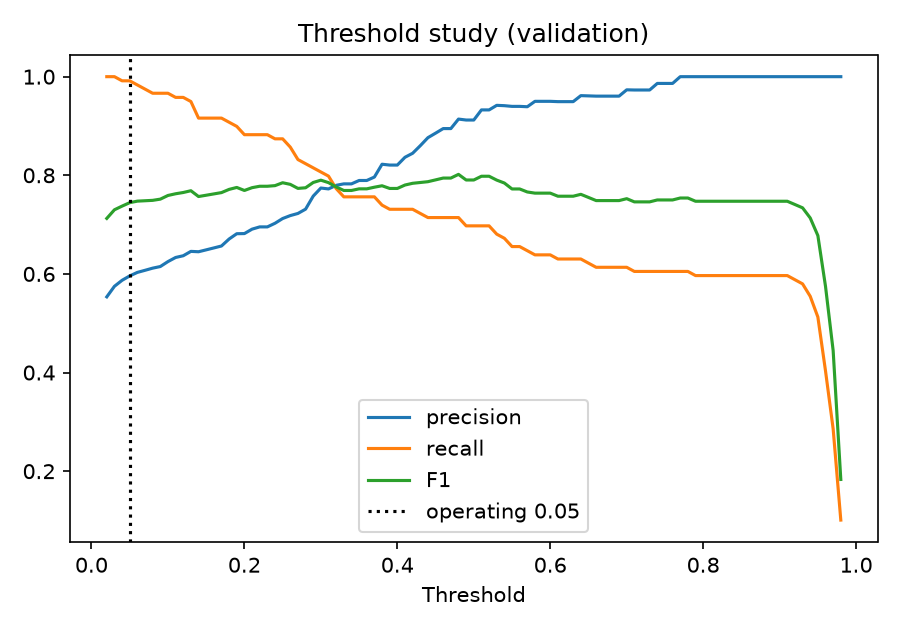 Threshold study (validation)
1.0
0.8
0.6
0.4
0.2
precision
recall
F1
operating 0.05
0.0 0.2 0.4 0.6 0.8 1.0
Threshold